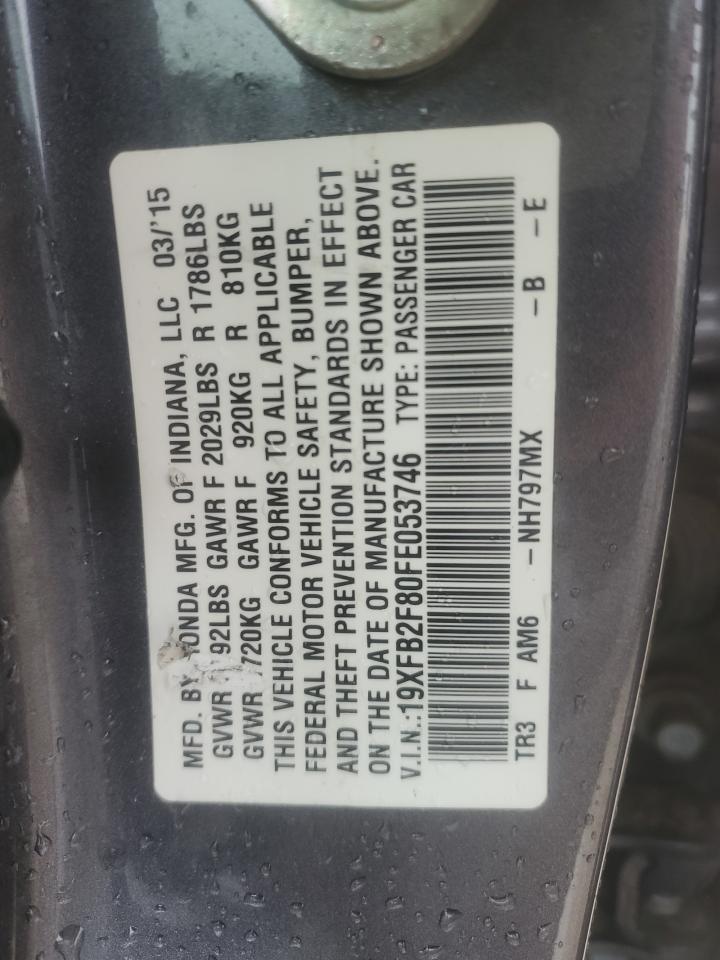 MFD. BY ONDA MFG. OF INDIANA, LLC 03/'15
GVWR 92LBS GAWR F 2029LBS R 1786LBS
GVWR 720KG GAWR F 920KG R 810KG
THIS VEHICLE CONFORMS TO ALL APPLICABLE
FEDERAL MOTOR VEHICLE SAFETY, BUMPER,
AND THEFT PREVENTION STANDARDS IN EFFECT
ON THE DATE OF MANUFACTURE SHOWN ABOVE.
V.I.N.:19XFB2F80FE053746 TYPE: PASSENGER CAR
TR3 F AM6 -NH797MX -B -E